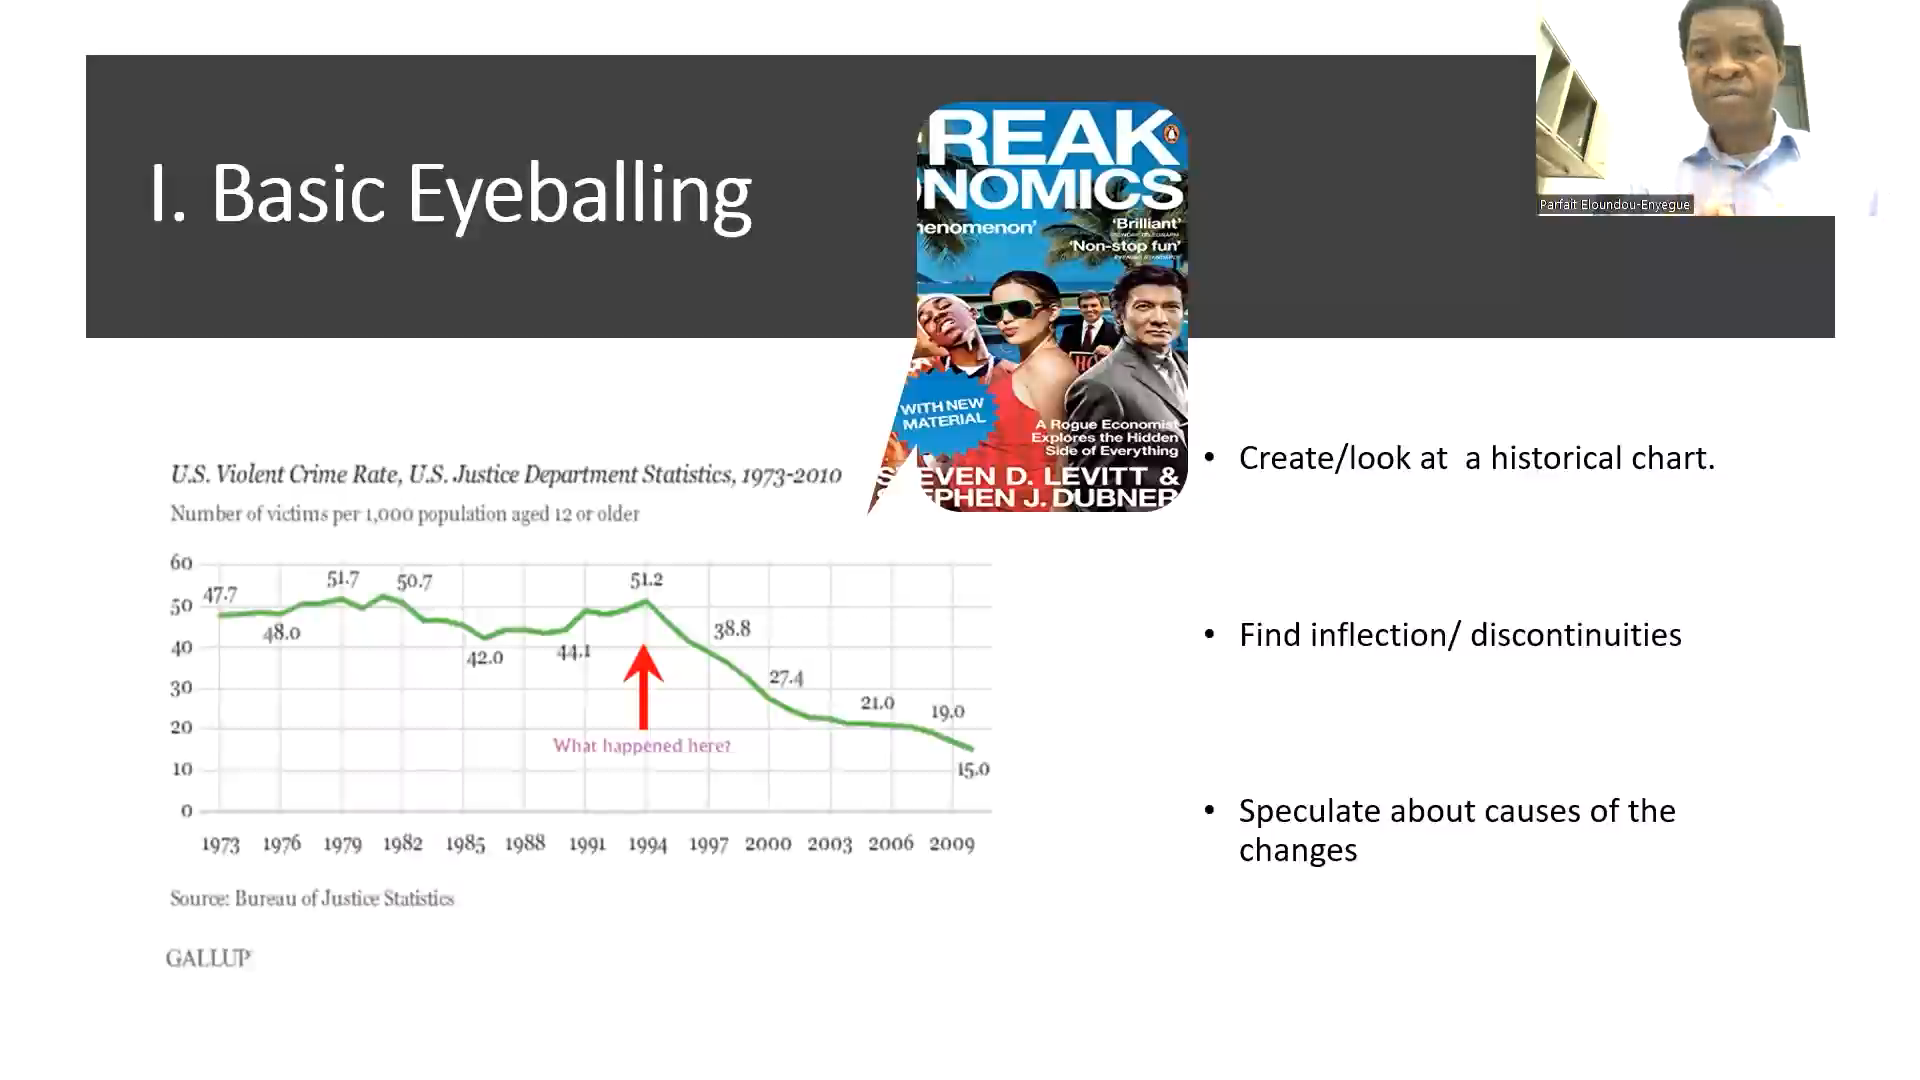 I. Basic Eyeballing
REAK
NOMICS
henomenon'
'Brilliant'
'Non-stop fun'
WITH NEW
MATERIAL
A Rogue Economist
Explores the Hidden
Side of Everything
STEVEN D. LEVITT &
STEPHEN J. DUBNER
Parfait Eloundou-Enyegue
U.S. Violent Crime Rate, U.S. Justice Department Statistics, 1973-2010
Number of victims per 1,000 population aged 12 or older
60
50
40
30
20
10
0
47.7
48.0
51.7
50.7
42.0
44.1
51.2
38.8
27.4
21.0
19.0
15.0
What happened here?
1973 1976 1979 1982 1985 1988 1991 1994 1997 2000 2003 2006 2009
Source: Bureau of Justice Statistics
GALLUP
• Create/look at a historical chart.
• Find inflection/ discontinuities
• Speculate about causes of the
changes